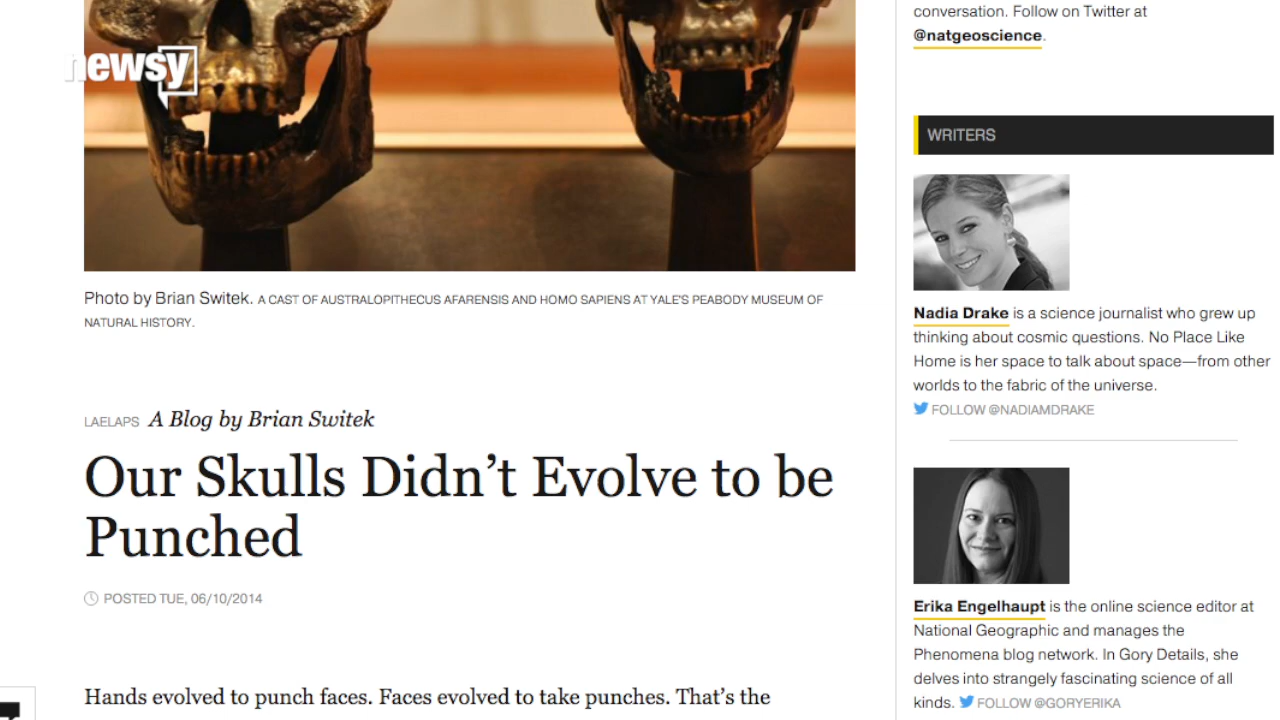 newsy
Photo by Brian Switek. A CAST OF AUSTRALOPITHECUS AFARENSIS AND HOMO SAPIENS AT YALE'S PEABODY MUSEUM OF
NATURAL HISTORY.
LAELAPS A Blog by Brian Switek
Our Skulls Didn’t Evolve to be
Punched
POSTED TUE, 06/10/2014
Hands evolved to punch faces. Faces evolved to take punches. That’s the
conversation. Follow on Twitter at
@natgeoscience.
WRITERS
Nadia Drake is a science journalist who grew up
thinking about cosmic questions. No Place Like
Home is her space to talk about space—from other
worlds to the fabric of the universe.
FOLLOW @NADIAMDRAKE
Erika Engelhaupt is the online science editor at
National Geographic and manages the
Phenomena blog network. In Gory Details, she
delves into strangely fascinating science of all
kinds. FOLLOW @GORYERIKA